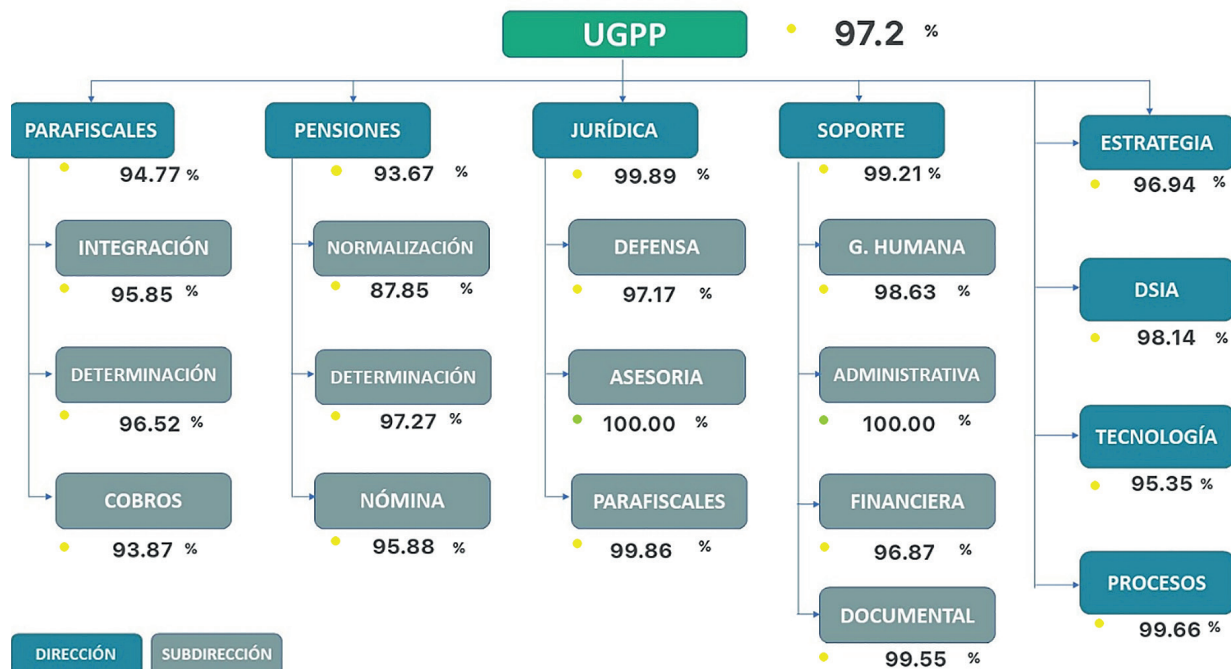 UGPP
97.2 %
PARAFISCALES
94.77 %
INTEGRACIÓN
95.85 %
DETERMINACIÓN
96.52 %
COBROS
93.87 %
PENSIONES
93.67 %
NORMALIZACIÓN
87.85 %
DETERMINACIÓN
97.27 %
NÓMINA
95.88 %
JURÍDICA
99.89 %
DEFENSA
97.17 %
ASESORIA
100.00 %
PARAFISCALES
99.86 %
SOPORTE
99.21 %
G. HUMANA
98.63 %
ADMINISTRATIVA
100.00 %
FINANCIERA
96.87 %
DOCUMENTAL
99.55 %
ESTRATEGIA
96.94 %
DSIA
98.14 %
TECNOLOGÍA
95.35 %
PROCESOS
99.66 %
DIRECCIÓN
SUBDIRECCIÓN